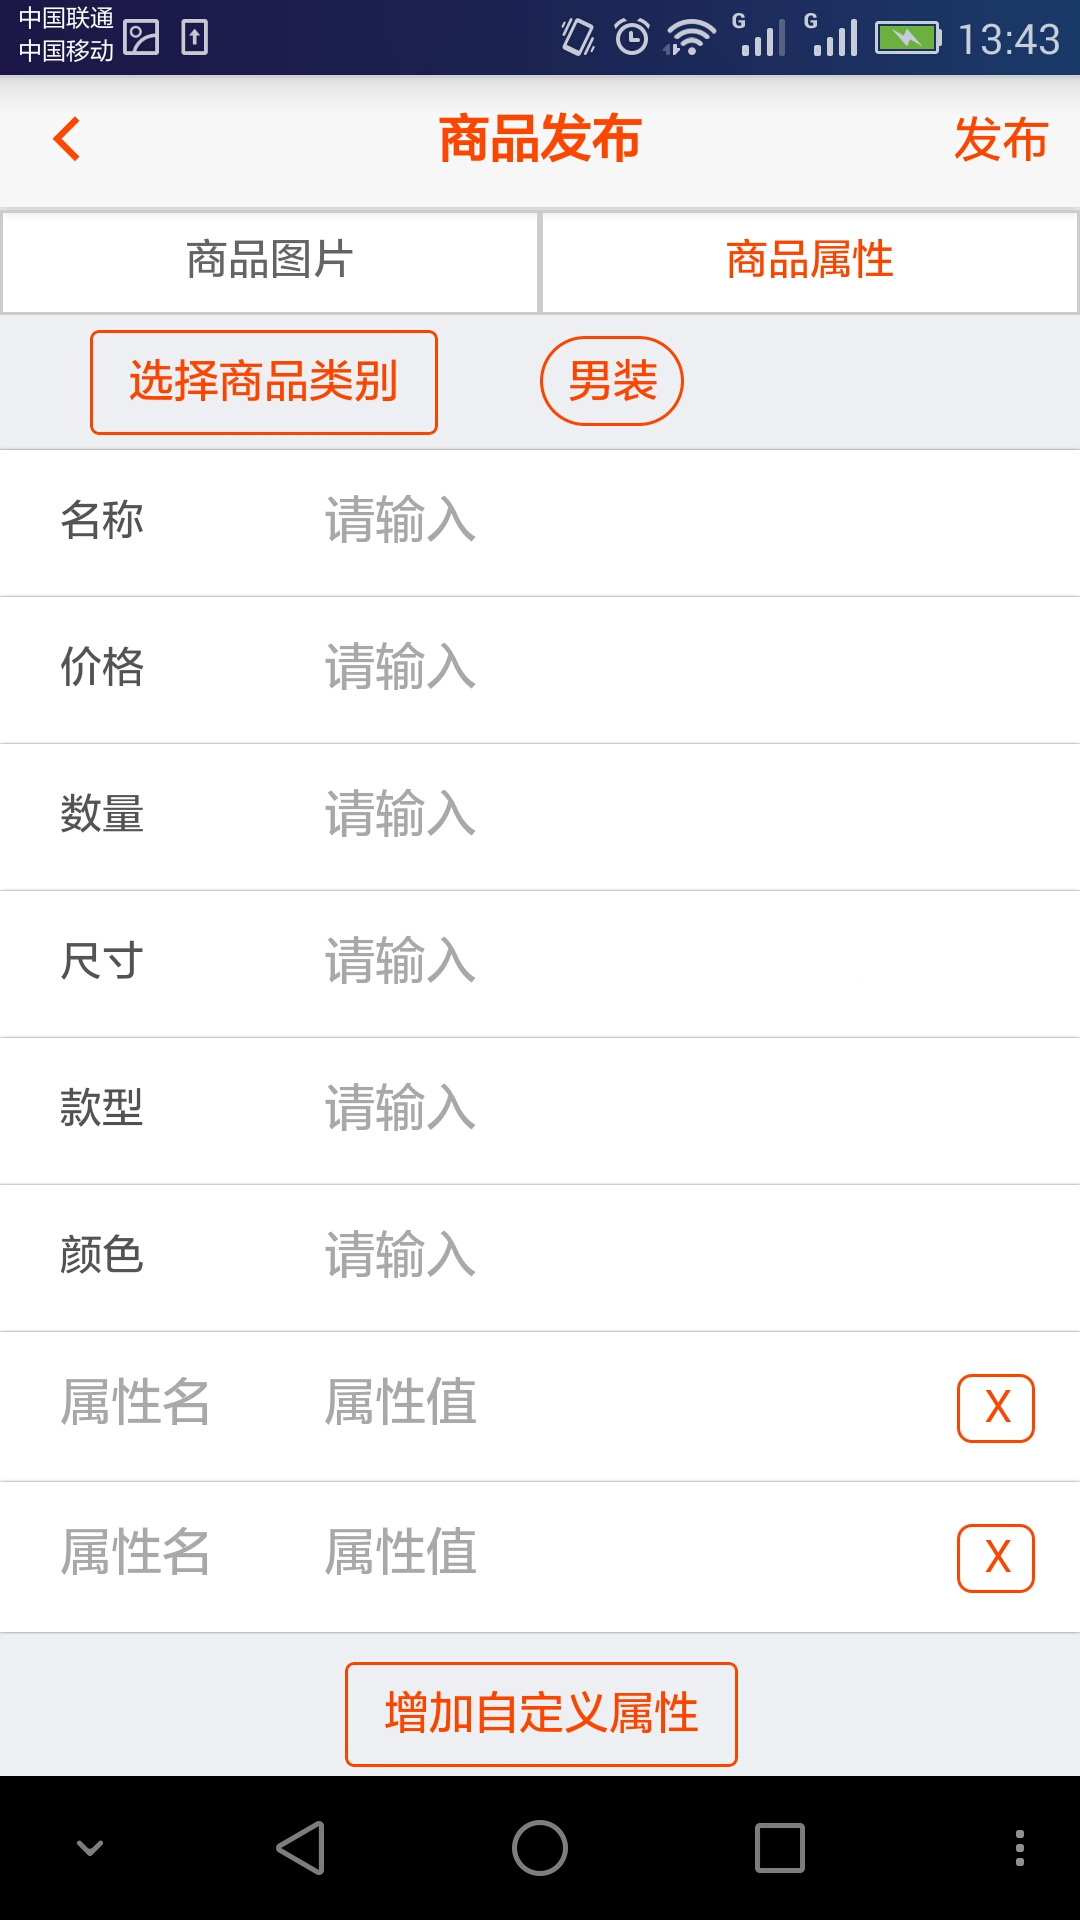 中国联通
中国移动
G G 13:43
商品发布 发布
商品图片 商品属性
选择商品类别 男装
名称 请输入
价格 请输入
数量 请输入
尺寸 请输入
款型 请输入
颜色 请输入
属性名 属性值 X
属性名 属性值 X
增加自定义属性